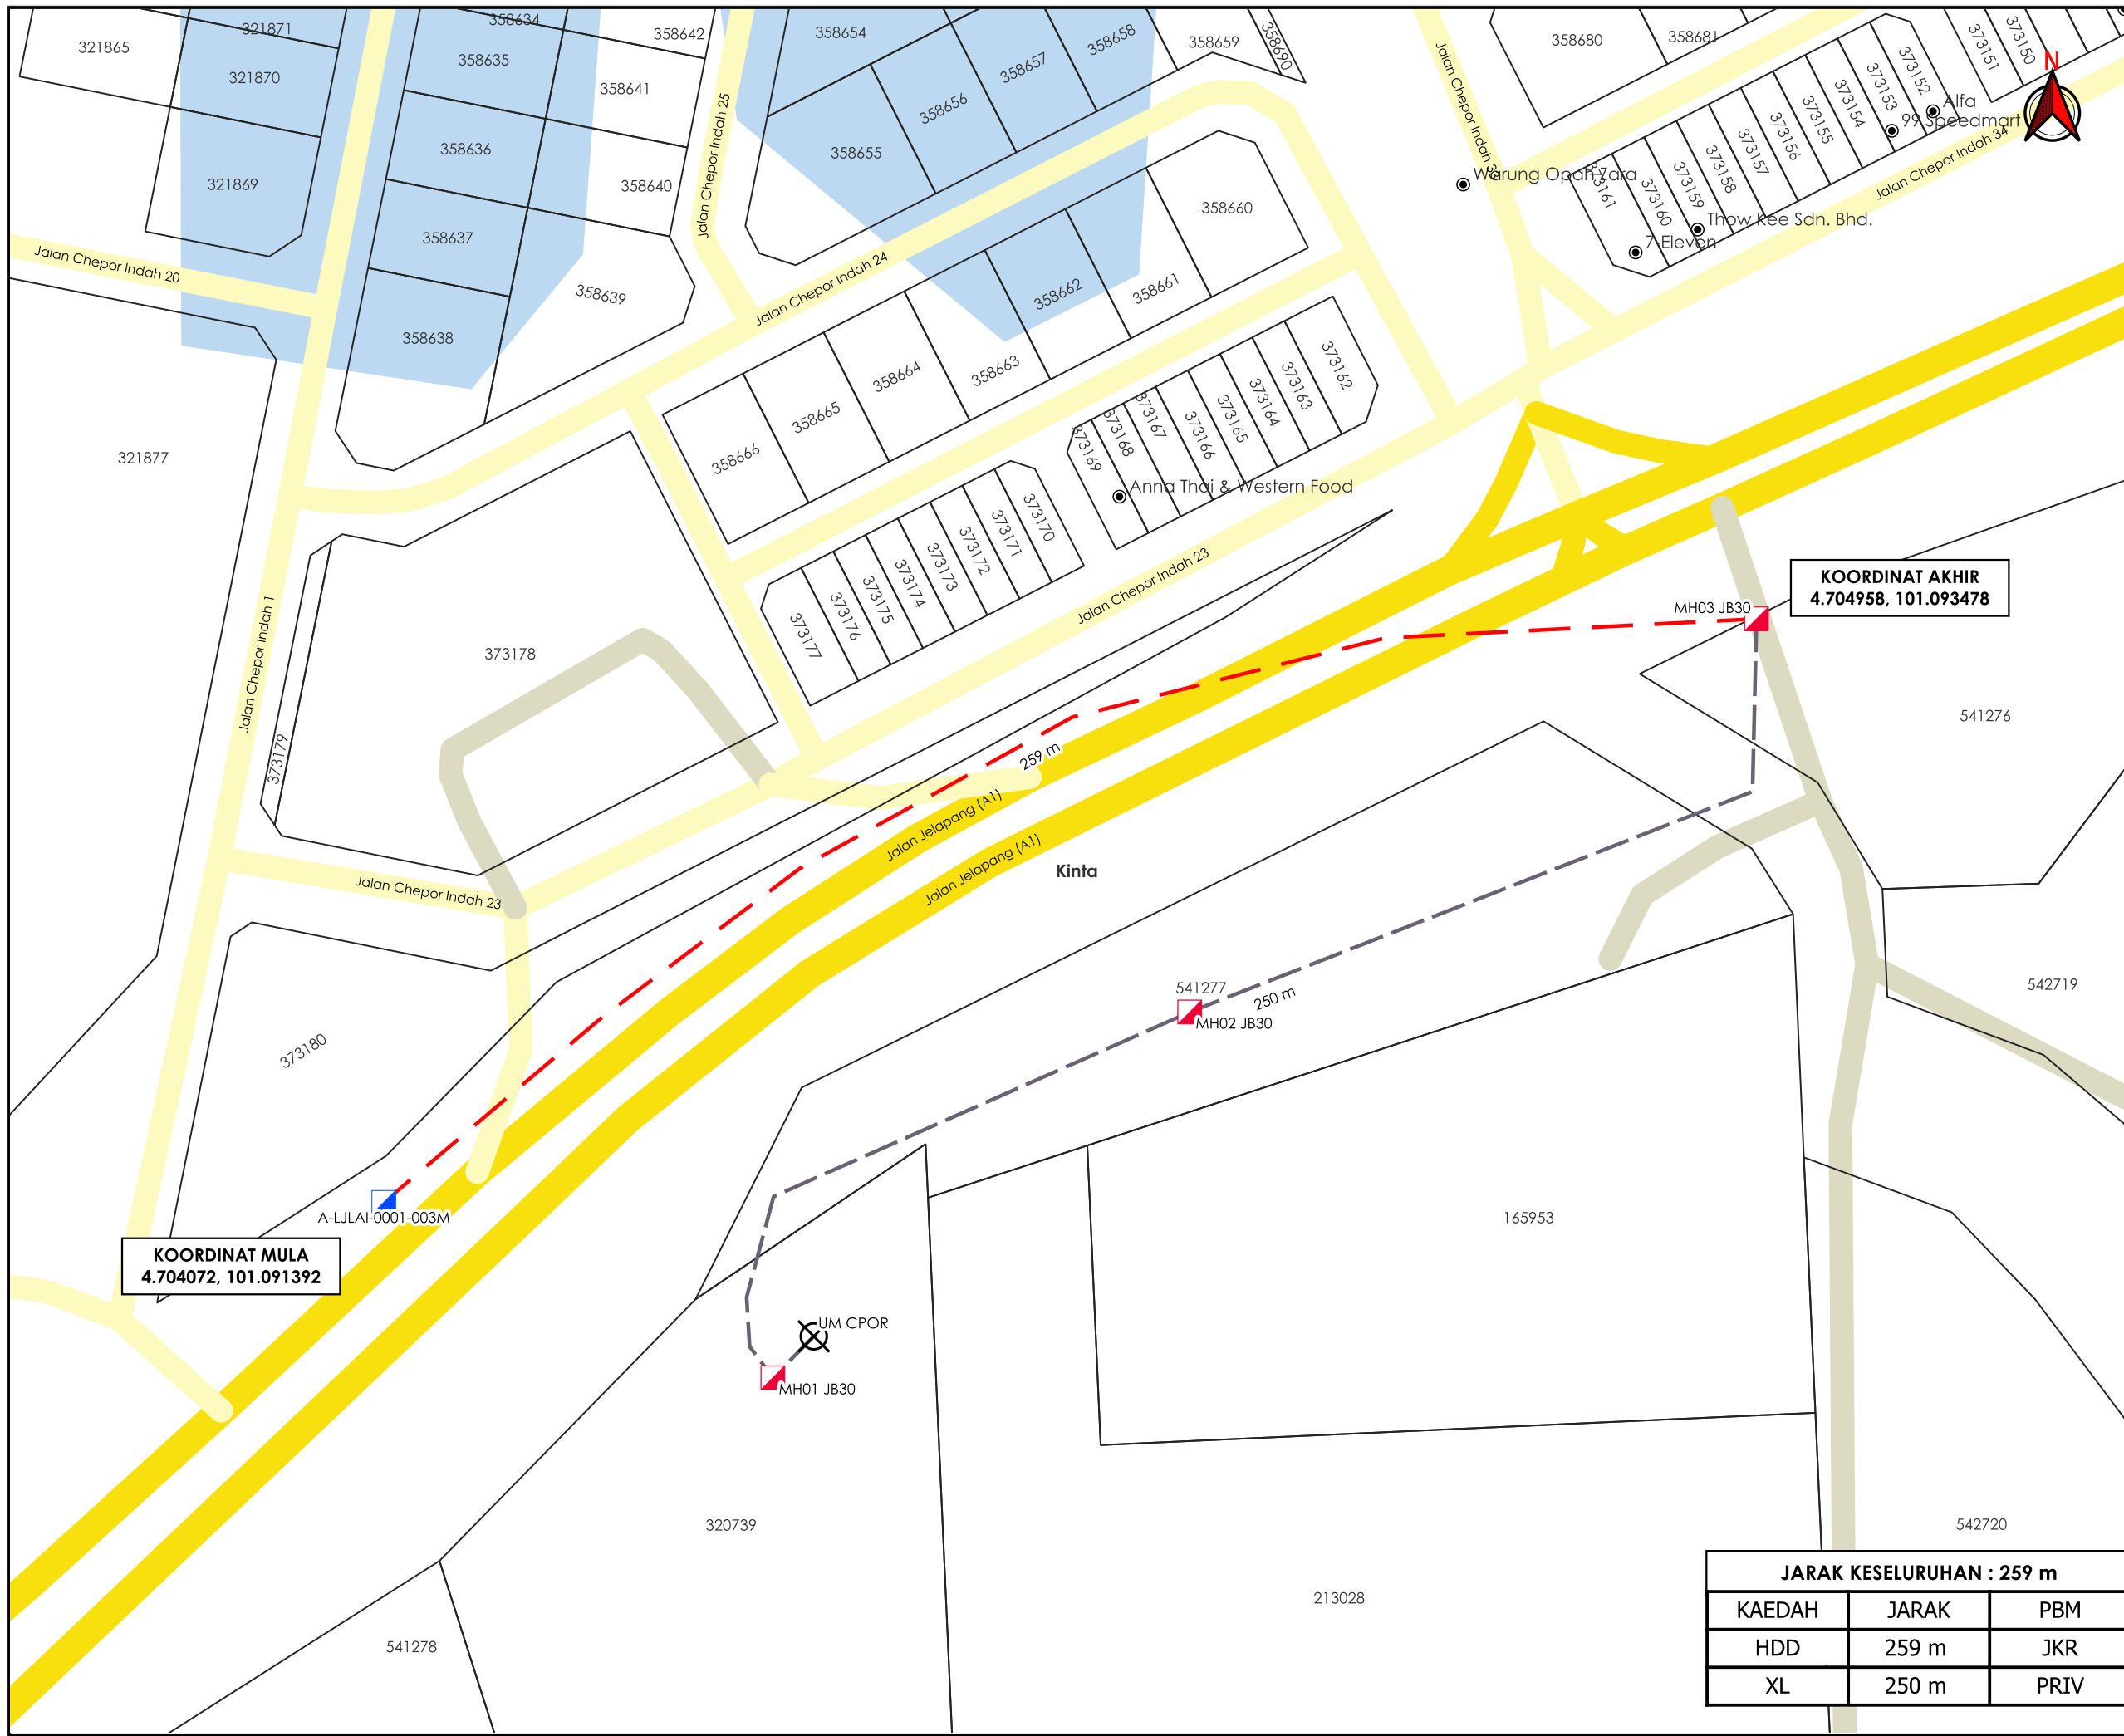 321865
321871
321870
321869
358634
358635
358636
358637
358638
358642
358641
358640
358639
Jalan Chepor Indah 25
358654
358655
358656
358657
358658
358659
358690
358680
358681
373151
373150
N
373152
373153
373154
373155
373156
373157
373158
373159
373160
373161
Alfa
99 Speedmart
Warung Opah Zara
Thow Kee Sdn. Bhd.
7-Eleven
Jalan Chepor Indah 34
Jalan Chepor Indah 20
Jalan Chepor Indah 24
358660
358661
358662
358663
358664
358665
358666
373162
373163
373164
373165
373166
373167
373168
373169
Anna Thai & Western Food
373170
373171
372172
373173
373174
373175
373176
373177
Jalan Chepor Indah 23
321877
Jalan Chepor Indah 1
373178
373179
KOORDINAT AKHIR
4.704958, 101.093478
MH03 JB30
541276
259 m
Jalan Jelapang (A1)
Jalan Jelapang (A1)
Kinta
Jalan Chepor Indah 23
541277
250 m
MH02 JB30
542719
373180
A-LJLAI-0001-003M
KOORDINAT MULA
4.704072, 101.091392
165953
UM CPOR
MH01 JB30
320739
213028
541278
542720
JARAK KESELURUHAN : 259 m
KAEDAH JARAK PBM
HDD 259 m JKR
XL 250 m PRIV